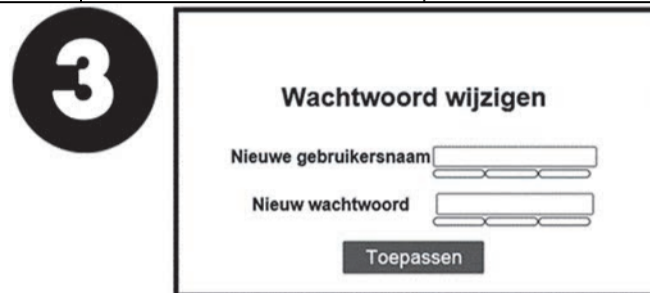 3
Wachtwoord wijzigen
Nieuwe gebruikersnaam
Nieuw wachtwoord
Toepassen